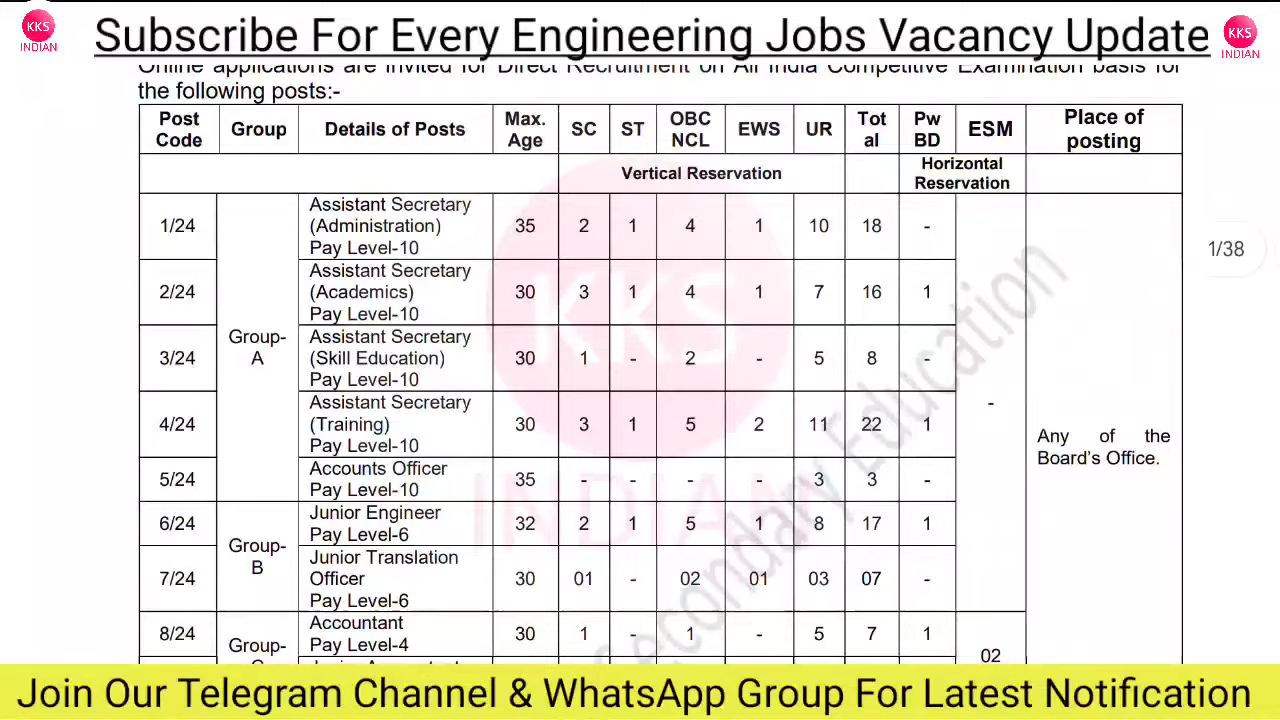 KKS
INDIAN
Subscribe For Every Engineering Jobs Vacancy Update
KKS
INDIAN
Online applications are invited for Direct Recruitment on All India Competitive Examination basis for
the following posts:-
Post Code Group Details of Posts Max. Age SC ST OBC NCL EWS UR Tot al Pw BD ESM Place of posting
Vertical Reservation Horizontal Reservation
1/24 Assistant Secretary (Administration) Pay Level-10 35 2 1 4 1 10 18 -
1/38
2/24 Assistant Secretary (Academics) Pay Level-10 30 3 1 4 1 7 16 1
Group-A
3/24 Assistant Secretary (Skill Education) Pay Level-10 30 1 - 2 - 5 8 -
-
4/24 Assistant Secretary (Training) Pay Level-10 30 3 1 5 2 11 22 1
Any of the
Board's Office.
5/24 Accounts Officer Pay Level-10 35 - - - - 3 3 -
6/24 Junior Engineer Pay Level-6 32 2 1 5 1 8 17 1
Group-B
7/24 Junior Translation Officer Pay Level-6 30 01 - 02 01 03 07 -
8/24 Accountant Pay Level-4 30 1 - 1 - 5 7 1
Group-
02
KKS
INDIAN
Secondary Education
Join Our Telegram Channel & WhatsApp Group For Latest Notification